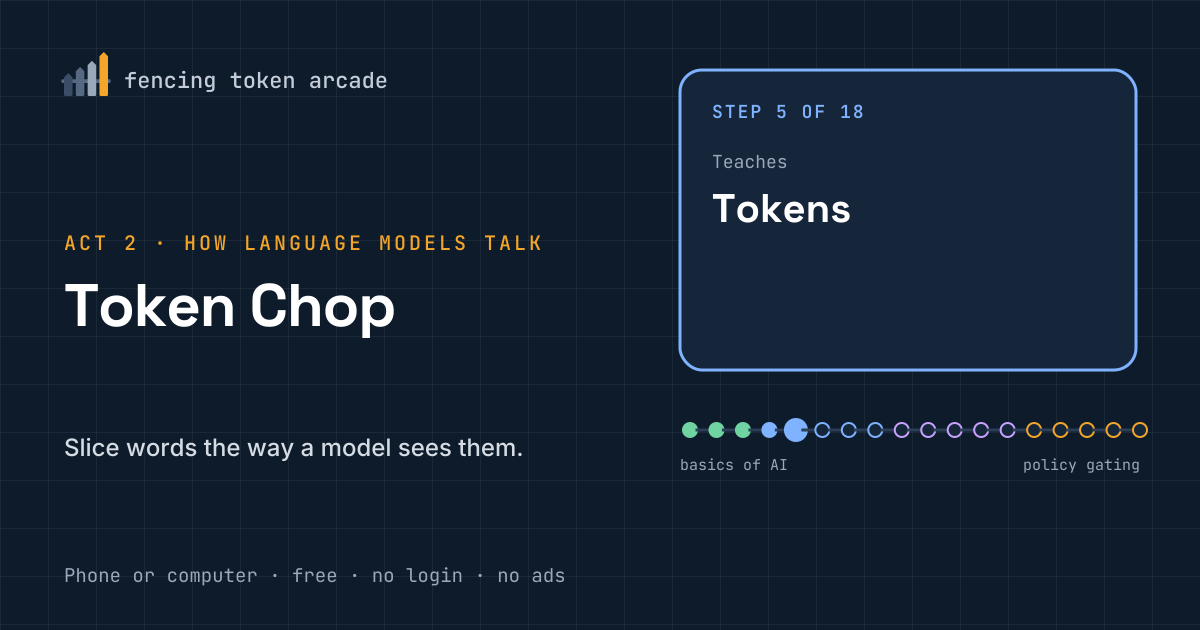 fencing token arcade
ACT 2 · HOW LANGUAGE MODELS TALK
Token Chop
Slice words the way a model sees them.
Phone or computer · free · no login · no ads
STEP 5 OF 18
Teaches
Tokens
basics of AI
policy gating